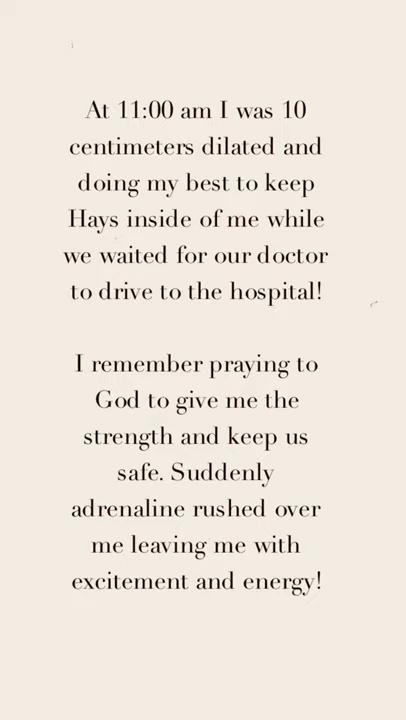 At 11:00 am I was 10
centimeters dilated and
doing my best to keep
Hays inside of me while
we waited for our doctor
to drive to the hospital!
I remember praying to
God to give me the
strength and keep us
safe. Suddenly
adrenaline rushed over
me leaving me with
excitement and energy!